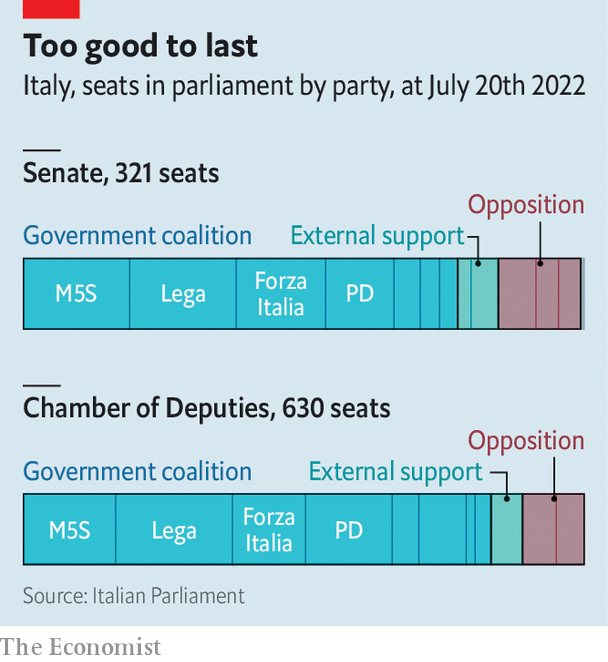 Too good to last
Italy, seats in parliament by party, at July 20th 2022
Senate, 321 seats
Opposition
Government coalition
External support
M5S
Lega
Forza
Italia
PD
Chamber of Deputies, 630 seats
Opposition
Government coalition
External support
M5S
Lega
Forza
Italia
PD
Source: Italian Parliament
The Economist